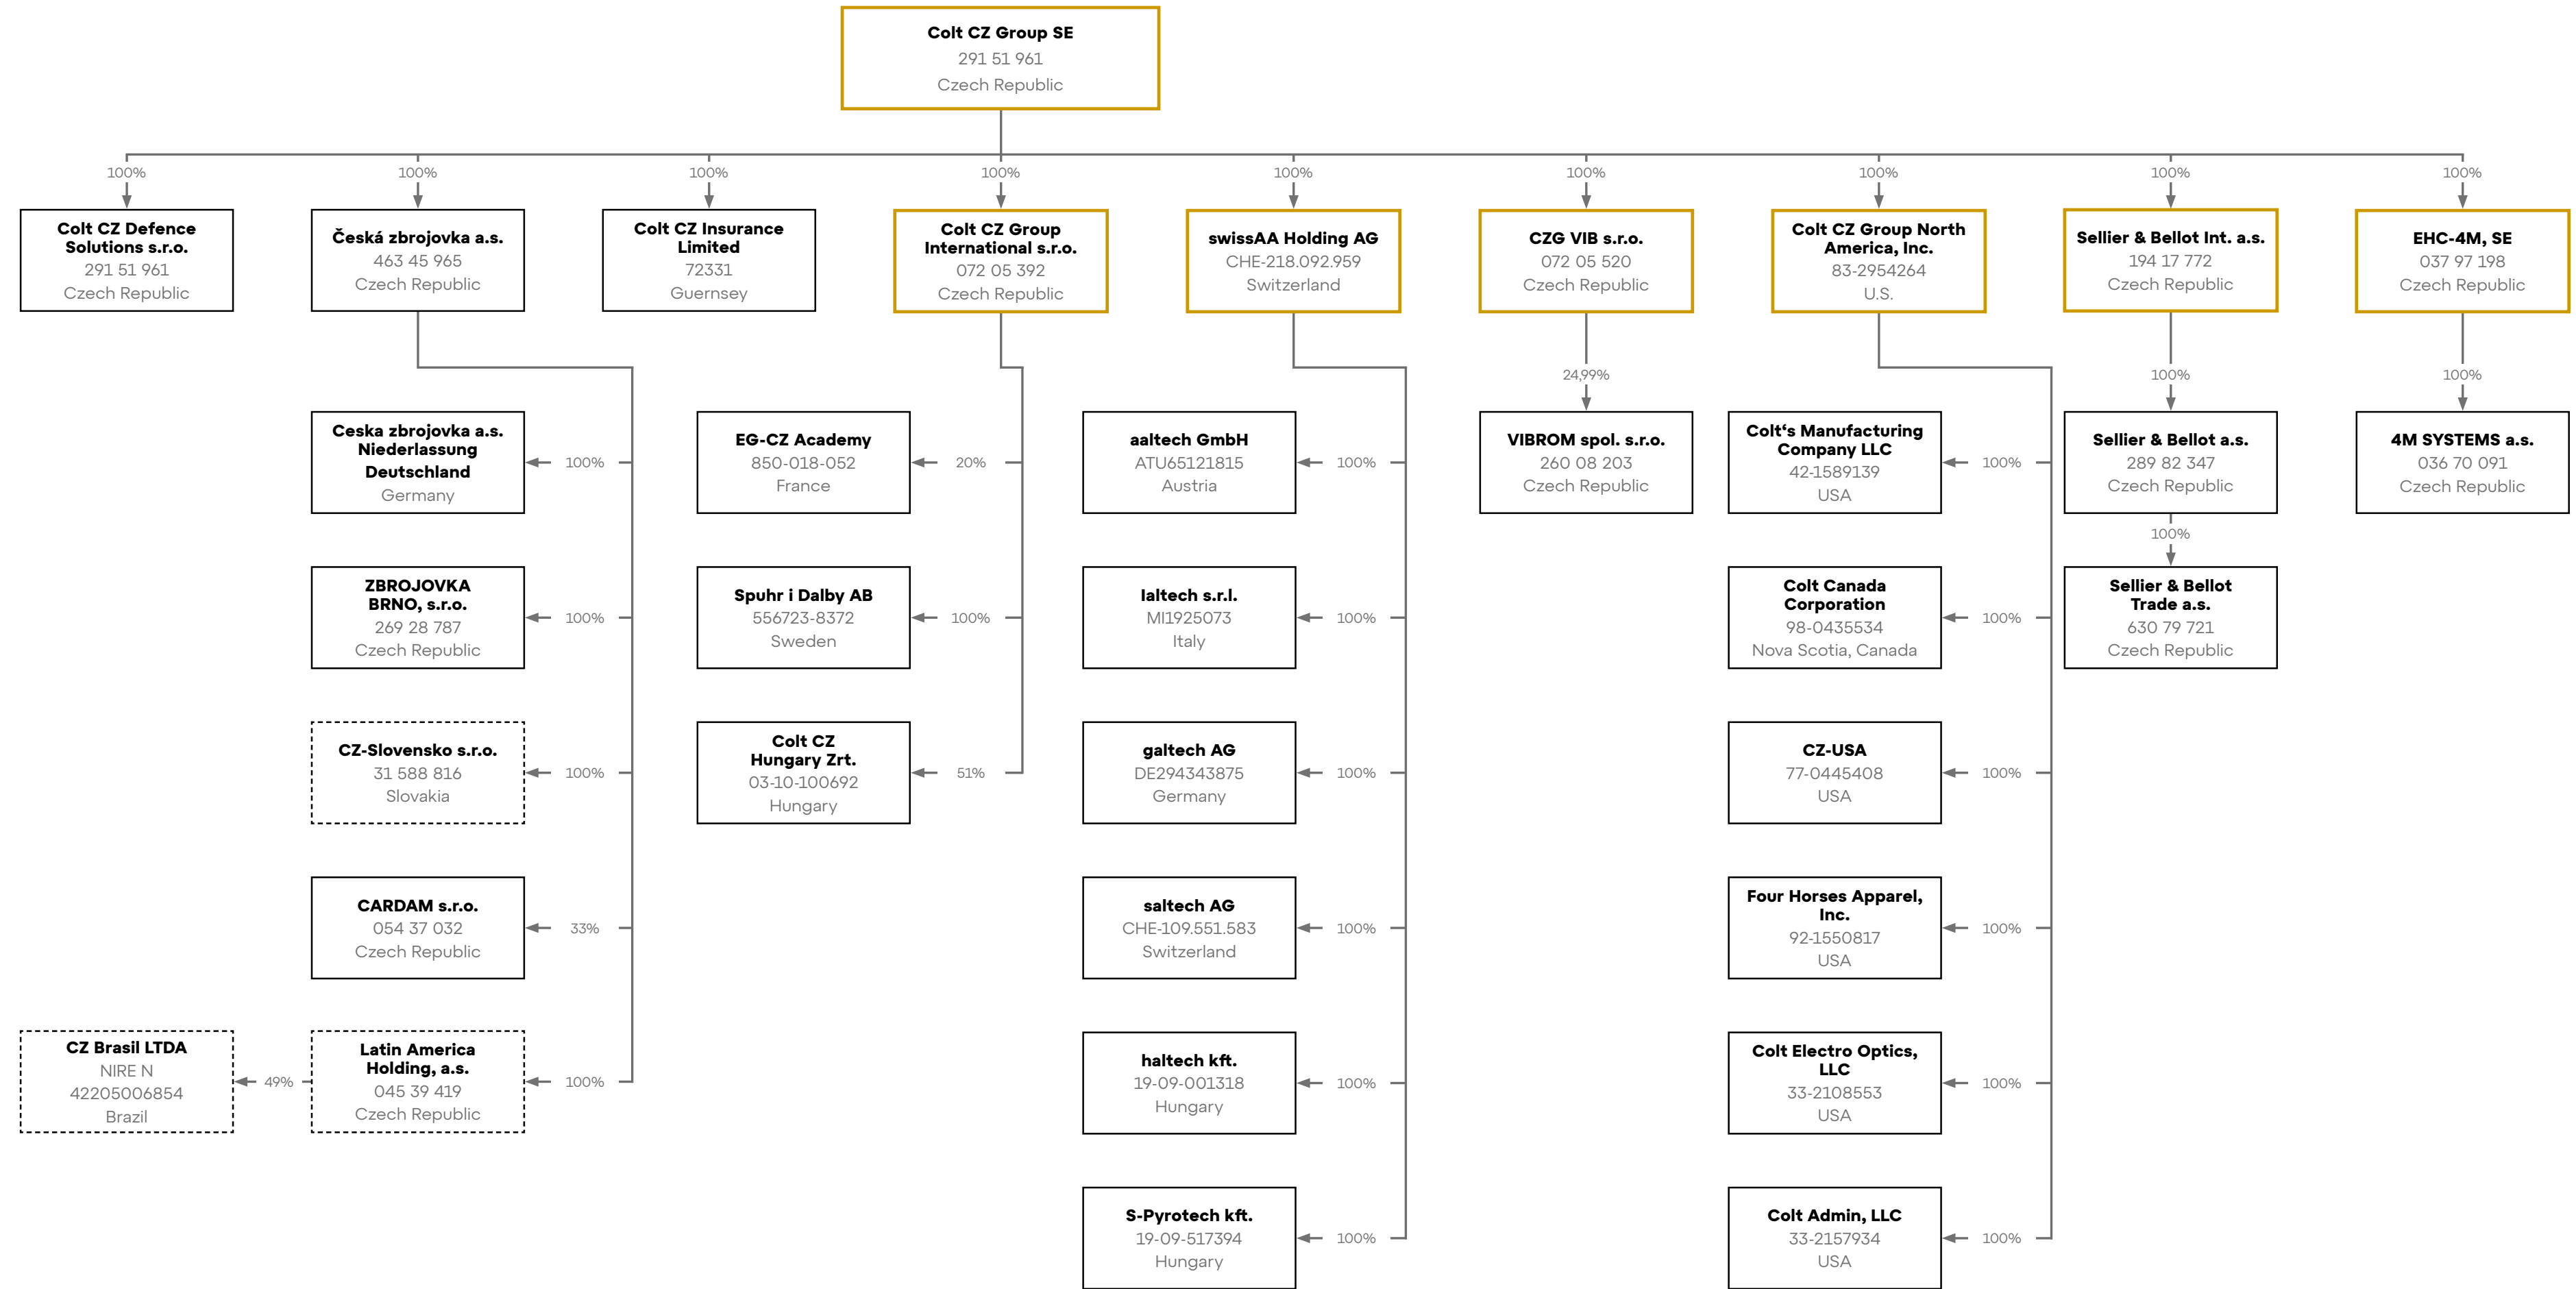 Colt CZ Group SE
291 51 961
Czech Republic
100%
100%
100%
100%
100%
100%
100%
100%
100%
Colt CZ Defence
Solutions s.r.o.
291 51 961
Czech Republic
Česká zbrojovka a.s.
463 45 965
Czech Republic
Colt CZ Insurance
Limited
72331
Guernsey
Colt CZ Group
International s.r.o.
072 05 392
Czech Republic
swissAA Holding AG
CHE-218.092.959
Switzerland
CZG VIB s.r.o.
072 05 520
Czech Republic
Colt CZ Group North
America, Inc.
83-2954264
U.S.
Sellier & Bellot Int. a.s.
194 17 772
Czech Republic
EHC-4M, SE
037 97 198
Czech Republic
24,99%
100%
100%
Ceska zbrojovka a.s.
Niederlassung
Deutschland
Germany
100%
EG-CZ Academy
850-018-052
France
20%
aaltech GmbH
ATU65121815
Austria
100%
VIBROM spol. s.r.o.
260 08 203
Czech Republic
Colt‘s Manufacturing
Company LLC
42-1589139
USA
100%
Sellier & Bellot a.s.
289 82 347
Czech Republic
4M SYSTEMS a.s.
036 70 091
Czech Republic
100%
ZBROJOVKA
BRNO, s.r.o.
269 28 787
Czech Republic
100%
Spuhr i Dalby AB
556723-8372
Sweden
100%
Ialtech s.r.l.
MI1925073
Italy
100%
Colt Canada
Corporation
98-0435534
Nova Scotia, Canada
100%
Sellier & Bellot
Trade a.s.
630 79 721
Czech Republic
CZ-Slovensko s.r.o.
31 588 816
Slovakia
100%
Colt CZ
Hungary Zrt.
03-10-100692
Hungary
51%
galtech AG
DE294343875
Germany
100%
CZ-USA
77-0445408
USA
100%
CARDAM s.r.o.
054 37 032
Czech Republic
33%
saltech AG
CHE-109.551.583
Switzerland
100%
Four Horses Apparel,
Inc.
92-1550817
USA
100%
CZ Brasil LTDA
NIRE N
42205006854
Brazil
49%
Latin America
Holding, a.s.
045 39 419
Czech Republic
100%
haltech kft.
19-09-001318
Hungary
100%
Colt Electro Optics,
LLC
33-2108553
USA
100%
S-Pyrotech kft.
19-09-517394
Hungary
100%
Colt Admin, LLC
33-2157934
USA
100%